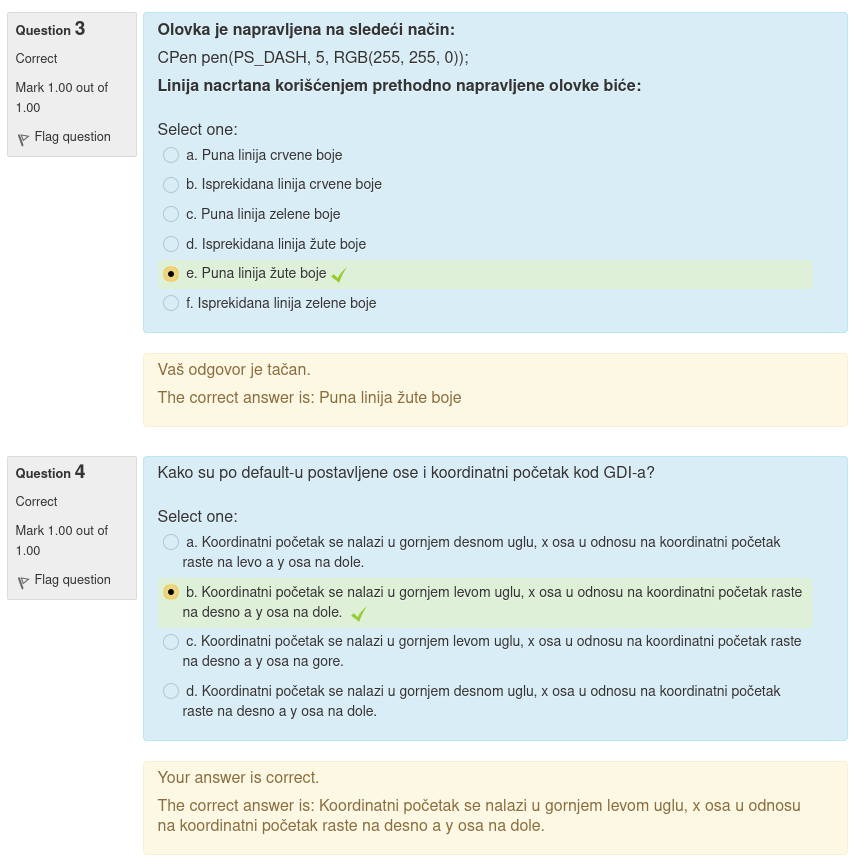 Question 3
Correct
Mark 1.00 out of
1.00
Flag question
Olovka je napravljena na sledeći način:
CPen pen(PS_DASH, 5, RGB(255, 255, 0));
Linija nacrtana korišćenjem prethodno napravljene olovke biće:
Select one:
a. Puna linija crvene boje
b. Isprekidana linija crvene boje
c. Puna linija zelene boje
d. Isprekidana linija žute boje
e. Puna linija žute boje
f. Isprekidana linija zelene boje
Vaš odgovor je tačan.
The correct answer is: Puna linija žute boje
Question 4
Correct
Mark 1.00 out of
1.00
Flag question
Kako su po default-u postavljene ose i koordinatni početak kod GDI-a?
Select one:
a. Koordinatni početak se nalazi u gornjem desnom uglu, x osa u odnosu na koordinatni početak
raste na levo a y osa na dole.
b. Koordinatni početak se nalazi u gornjem levom uglu, x osa u odnosu na koordinatni početak raste
na desno a y osa na dole.
c. Koordinatni početak se nalazi u gornjem levom uglu, x osa u odnosu na koordinatni početak raste
na desno a y osa na gore.
d. Koordinatni početak se nalazi u gornjem desnom uglu, x osa u odnosu na koordinatni početak
raste na desno a y osa na dole.
Your answer is correct.
The correct answer is: Koordinatni početak se nalazi u gornjem levom uglu, x osa u odnosu
na koordinatni početak raste na desno a y osa na dole.